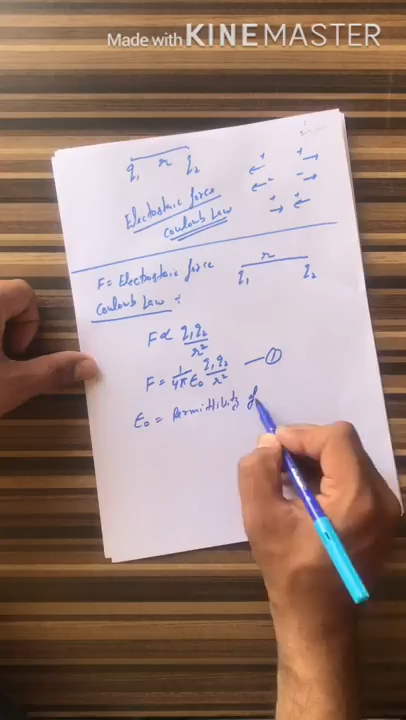 Made with KINEMASTER
q₁ r q₂
+ +
- -
+ +
Electrostatic force
Coulomb Law
F = Electrostatic force
r
q₁ q₂
Coulomb Law :
F ∝ q₁q₂/r²
F = 1/4πε₀ q₁q₂/r² — ①
ε₀ = Permittibity of